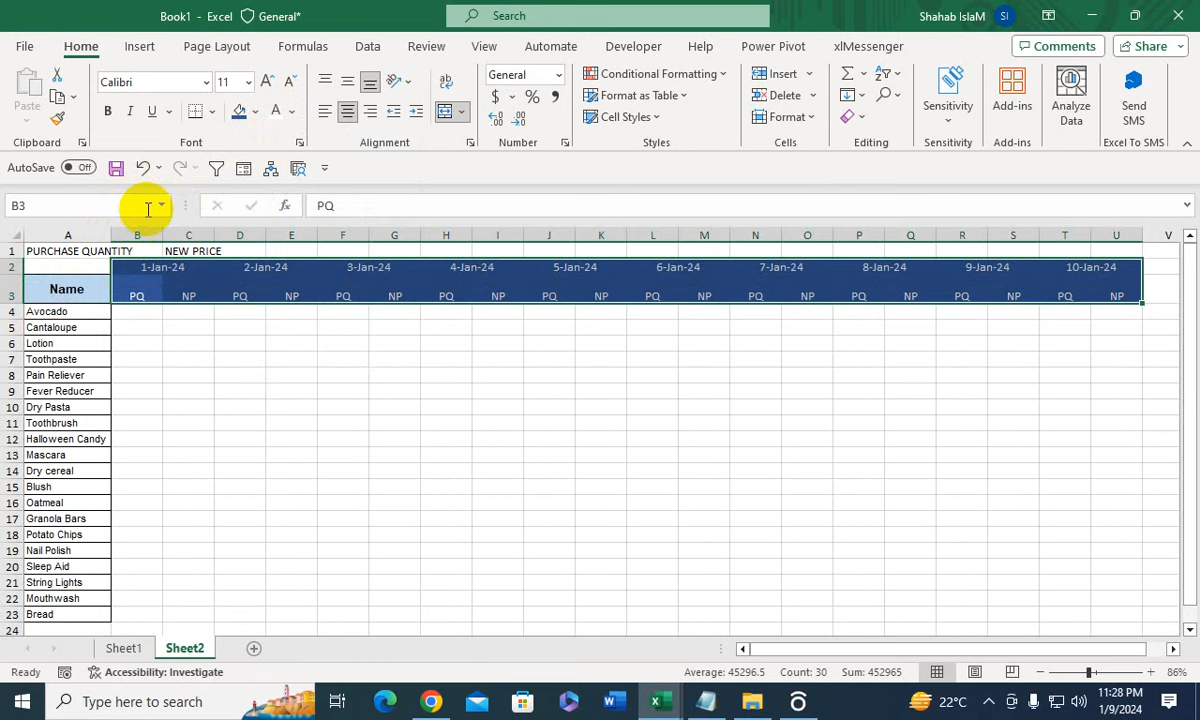 Book1 - Excel General* Search Shahab IslaM SI
File Home Insert Page Layout Formulas Data Review View Automate Developer Help Power Pivot xlMessenger Comments Share
Paste Calibri 11 General Conditional Formatting Insert
B I U A $ % 9 Format as Table Delete Sensitivity Add-ins Analyze Data Send SMS
Cell Styles Format
Clipboard Font Alignment Number Styles Cells Editing Sensitivity Add-ins Excel To SMS
AutoSave Off
B3 fx PQ
A B C D E F G H I J K L M N O P Q R S T U V
1 PURCHASE QUANTITY NEW PRICE
2 1-Jan-24 2-Jan-24 3-Jan-24 4-Jan-24 5-Jan-24 6-Jan-24 7-Jan-24 8-Jan-24 9-Jan-24 10-Jan-24
3 Name PQ NP PQ NP PQ NP PQ NP PQ NP PQ NP PQ NP PQ NP PQ NP PQ NP
4 Avocado
5 Cantaloupe
6 Lotion
7 Toothpaste
8 Pain Reliever
9 Fever Reducer
10 Dry Pasta
11 Toothbrush
12 Halloween Candy
13 Mascara
14 Dry cereal
15 Blush
16 Oatmeal
17 Granola Bars
18 Potato Chips
19 Nail Polish
20 Sleep Aid
21 String Lights
22 Mouthwash
23 Bread
24
Sheet1 Sheet2
Ready Accessibility: Investigate Average: 45296.5 Count: 30 Sum: 452965 86%
Type here to search 22°C 11:28 PM
1/9/2024